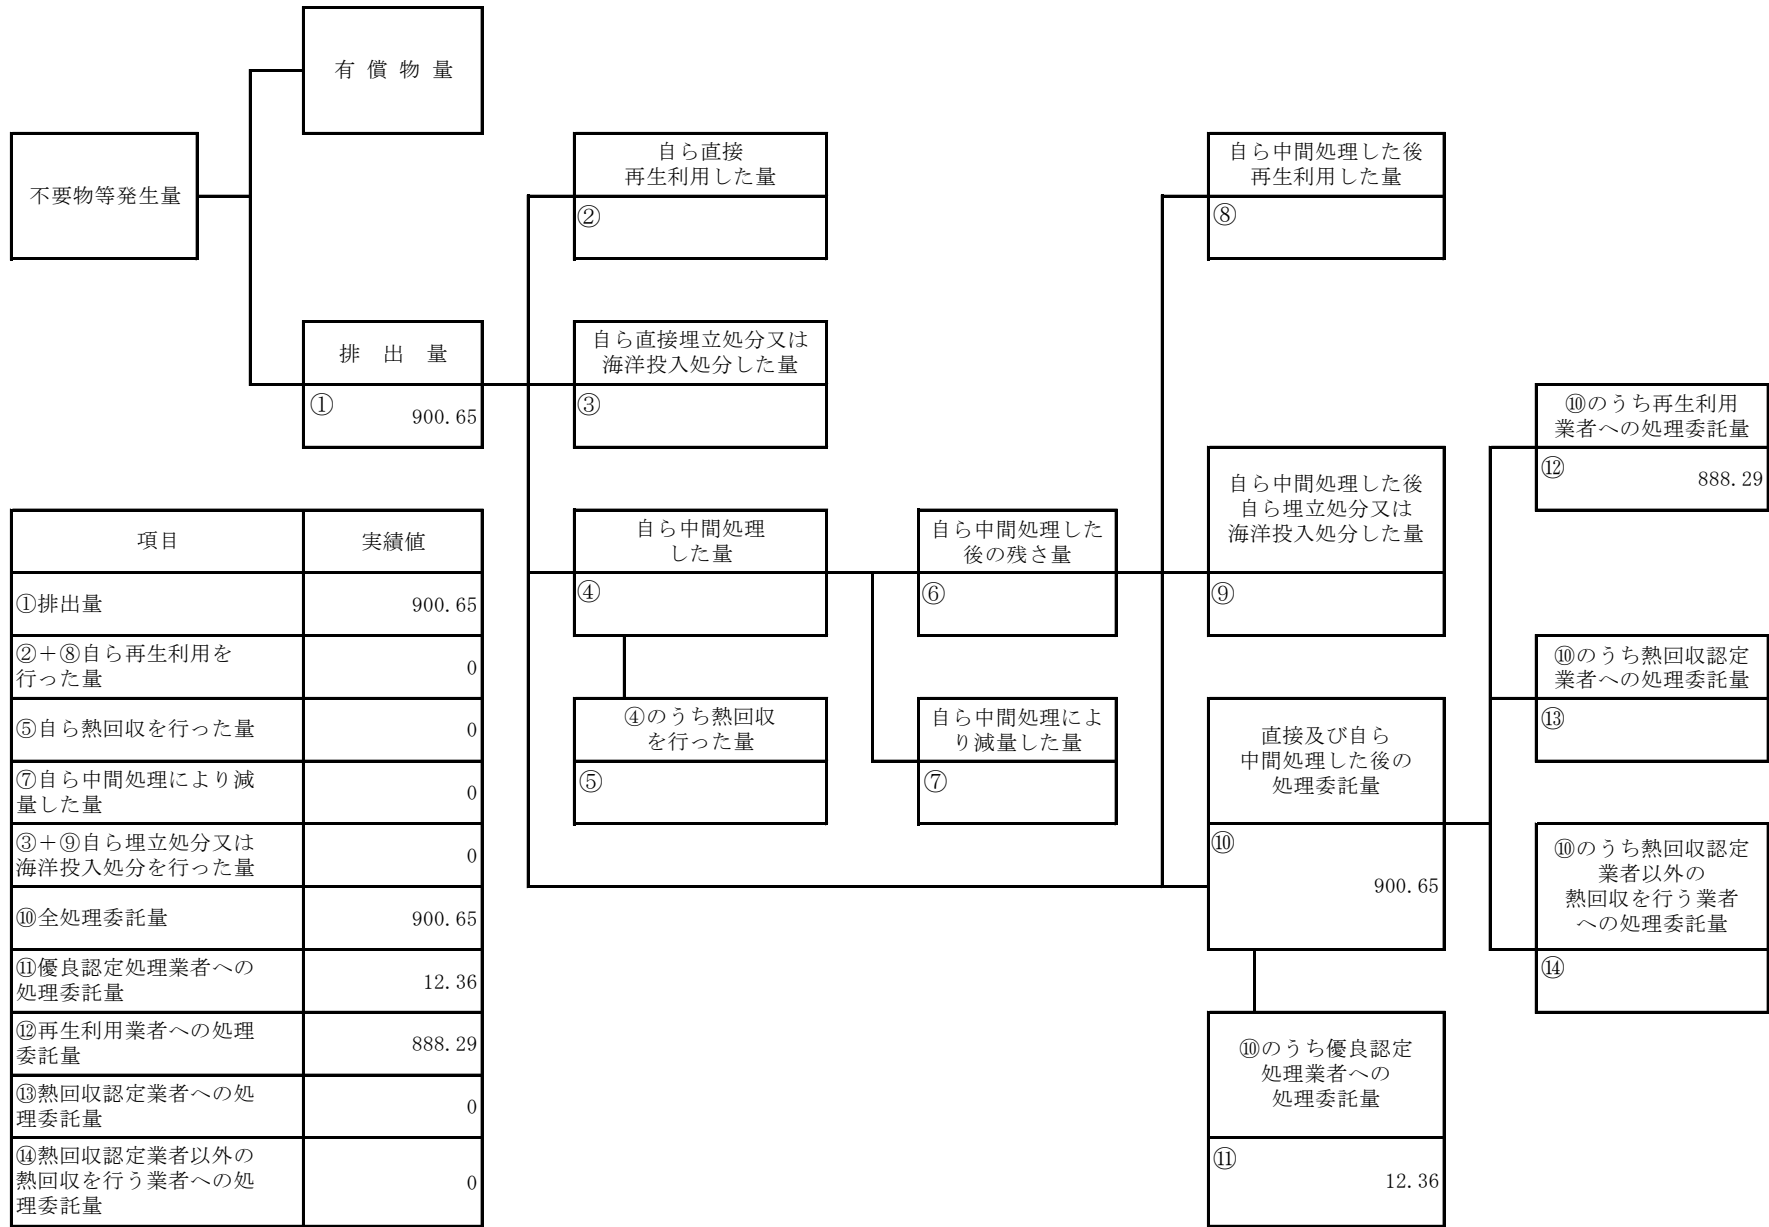 有 償 物 量
不要物等発生量
自ら直接
再生利用した量
②
自ら中間処理した後
再生利用した量
⑧
排 出 量
① 900.65
自ら直接埋立処分又は
海洋投入処分した量
③
⑩のうち再生利用
業者への処理委託量
⑫ 888.29
自ら中間処理
した量
④
自ら中間処理した
後の残さ量
⑥
自ら中間処理した後
自ら埋立処分又は
海洋投入処分した量
⑨
⑩のうち熱回収認定
業者への処理委託量
⑬
④のうち熱回収
を行った量
⑤
自ら中間処理によ
り減量した量
⑦
直接及び自ら
中間処理した後の
処理委託量
⑩
900.65
⑩のうち熱回収認定
業者以外の
熱回収を行う業者
への処理委託量
⑭
⑩のうち優良認定
処理業者への
処理委託量
⑪
12.36
項目 実績値
①排出量 900.65
②+⑧自ら再生利用を
行った量 0
⑤自ら熱回収を行った量 0
⑦自ら中間処理により減
量した量 0
③+⑨自ら埋立処分又は
海洋投入処分を行った量 0
⑩全処理委託量 900.65
⑪優良認定処理業者への
処理委託量 12.36
⑫再生利用業者への処理
委託量 888.29
⑬熱回収認定業者への処
理委託量 0
⑭熱回収認定業者以外の
熱回収を行う業者への処
理委託量 0